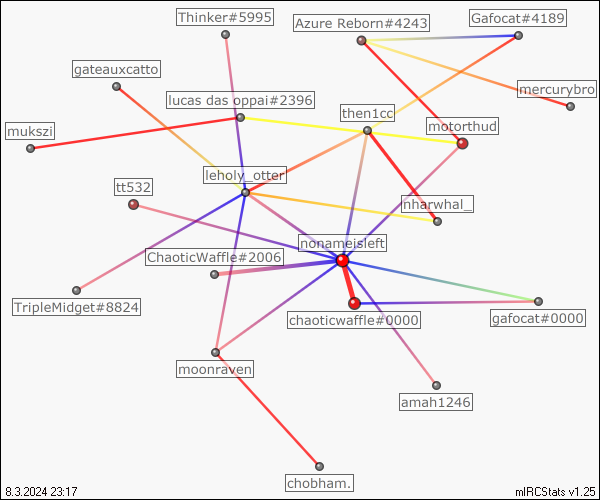 Thinker#5995
Azure Reborn#4243
Gafocat#4189
gateauxcatto
mercurybro
lucas das oppai#2396
then1cc
motorthud
mukszi
leholy_otter
tt532
nharwhal_
nonameisleft
ChaoticWaffle#2006
TripleMidget#8824
chaoticwaffle#0000
gafocat#0000
moonraven
amah1246
chobham.
8.3.2024 23:17
mIRCStats v1.25